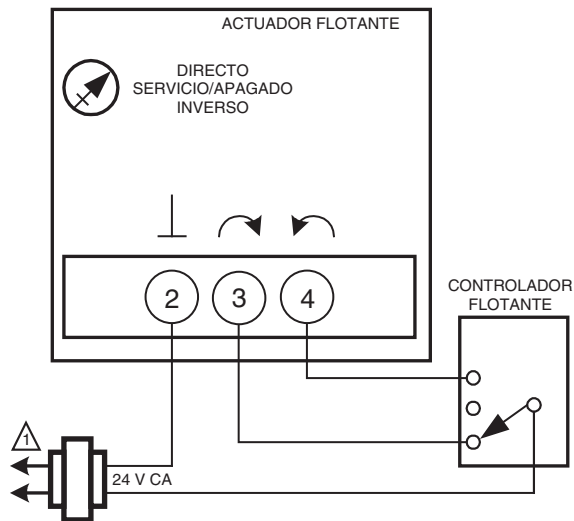 ACTUADOR FLOTANTE
DIRECTO
SERVICIO/APAGADO
INVERSO
2 3 4
CONTROLADOR
FLOTANTE
1
24 V CA